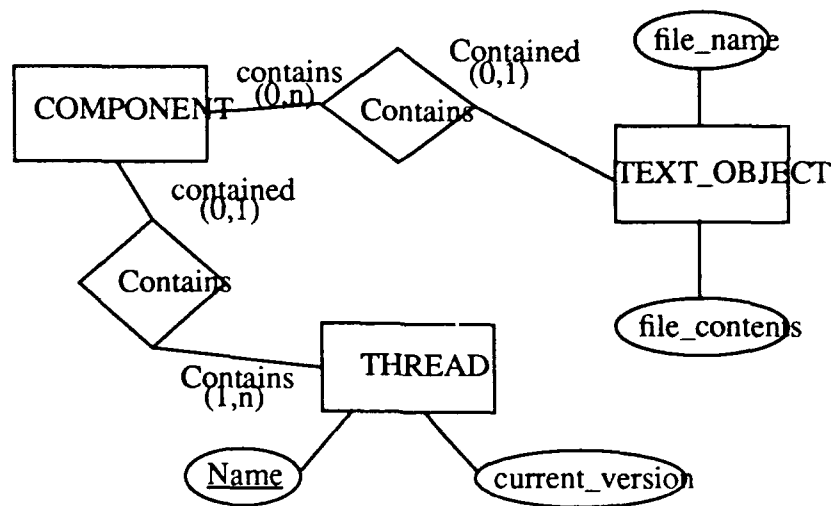 file_name
contains
(0,n)
Contained
(0,1)
COMPONENT
Contains
TEXT_OBJECT
contained
(0,1)
Contains
file_contents
THREAD
Contains
(1,n)
Name
current_version